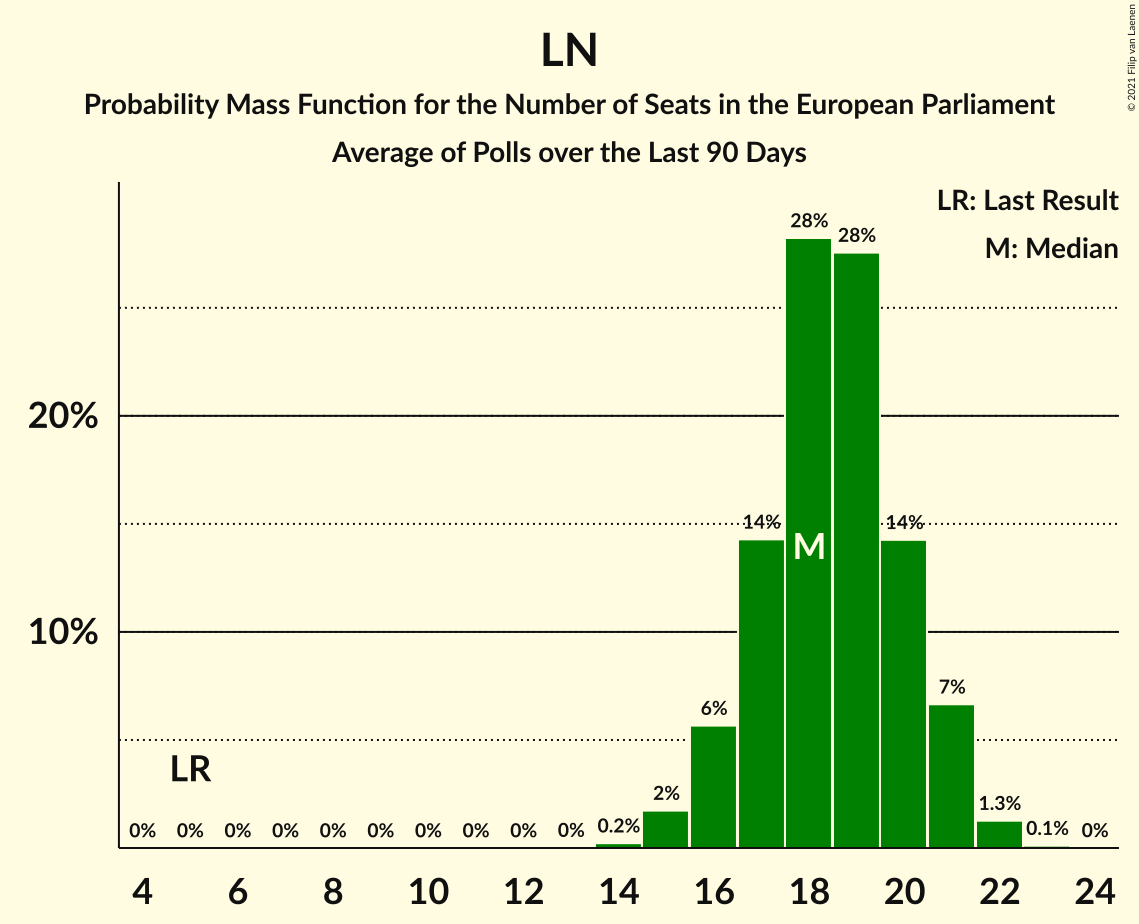 LN
Probability Mass Function for the Number of Seats in the European Parliament
Average of Polls over the Last 90 Days
© 2021 Filip van Laenen
LR: Last Result
M: Median
28%
28%
20%
14%
14%
M
10%
7%
6%
LR
2%
1.3%
0% 0% 0% 0% 0% 0% 0% 0% 0% 0% 0.2% 0.1% 0%
4 6 8 10 12 14 16 18 20 22 24